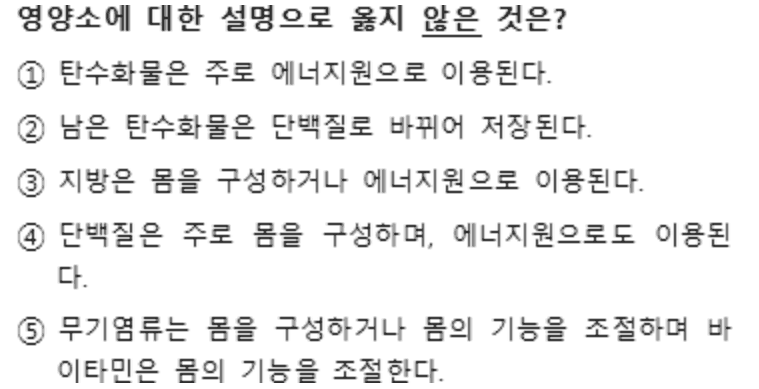 영양소에 대한 설명으로 옳지 않은 것은?
① 탄수화물은 주로 에너지원으로 이용된다.
② 남은 탄수화물은 단백질로 바뀌어 저장된다.
③ 지방은 몸을 구성하거나 에너지원으로 이용된다.
④ 단백질은 주로 몸을 구성하며, 에너지원으로도 이용된
다.
⑤ 무기염류는 몸을 구성하거나 몸의 기능을 조절하며 바
이타민은 몸의 기능을 조절한다.